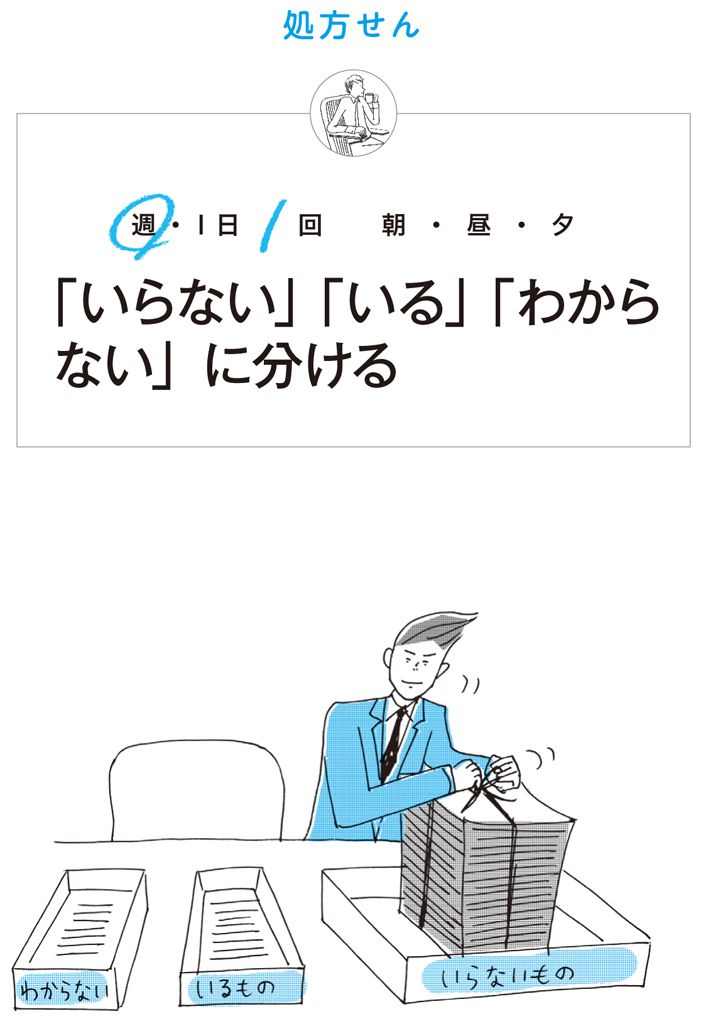 処方せん
週・1日 1回 朝・昼・夕
「いらない」「いる」「わから
ない」に分ける
わからない
いるもの
いらないもの